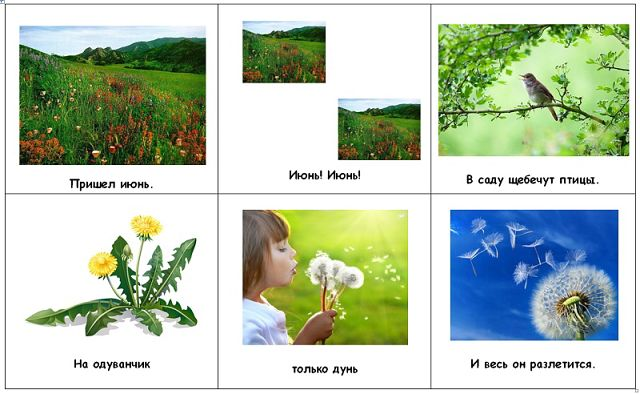 Пришел июнь.
Июнь! Июнь!
В саду щебечут птицы.
На одуванчик
только дунь
И весь он разлетится.